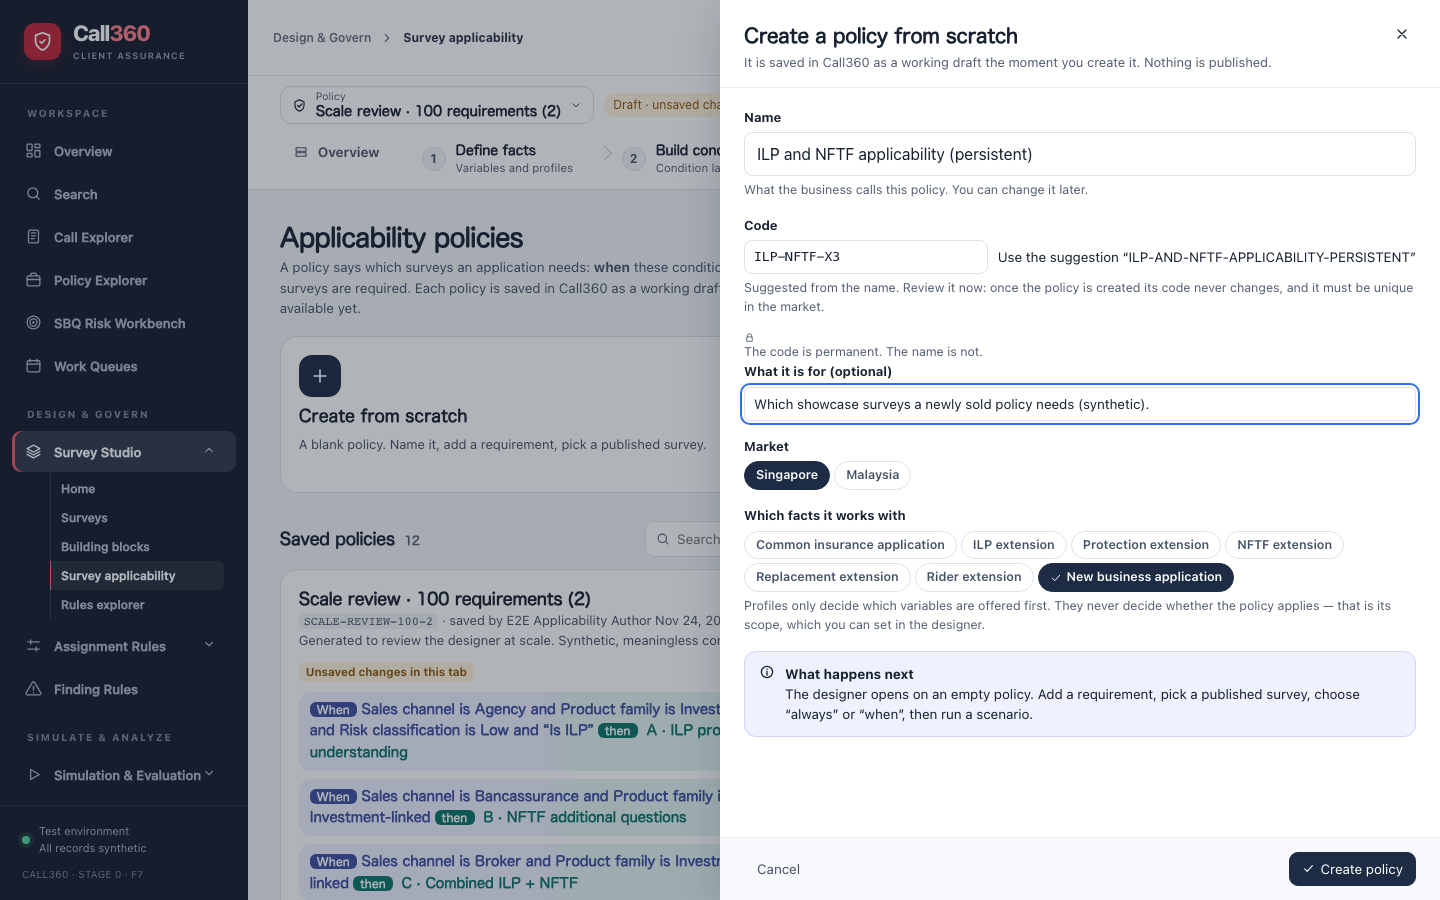 Call360
CLIENT ASSURANCE
WORKSPACE
Overview
Search
Call Explorer
Policy Explorer
SBQ Risk Workbench
Work Queues
DESIGN & GOVERN
Survey Studio
Home
Surveys
Building blocks
Survey applicability
Rules explorer
Assignment Rules
Finding Rules
SIMULATE & ANALYZE
Simulation & Evaluation
Test environment
All records synthetic
CALL360 · STAGE 0 · F7
Design & Govern > Survey applicability
Policy
Scale review · 100 requirements (2)
Draft · unsaved cha
Overview
1 Define facts
Variables and profiles
2 Build conc
Condition la
Applicability policies
A policy says which surveys an application needs: when these conditio
surveys are required. Each policy is saved in Call360 as a working draf
available yet.
Create from scratch
A blank policy. Name it, add a requirement, pick a published survey.
Saved policies 12
Search
Scale review · 100 requirements (2)
SCALE-REVIEW-100-2 · saved by E2E Applicability Author Nov 24, 20
Generated to review the designer at scale. Synthetic, meaningless con
Unsaved changes in this tab
When Sales channel is Agency and Product family is Invest
and Risk classification is Low and “Is ILP” then A · ILP pro
understanding
When Sales channel is Bancassurance and Product family i
Investment-linked then B · NFTF additional questions
When Sales channel is Broker and Product family is Investr
linked then C · Combined ILP + NFTF
Create a policy from scratch
It is saved in Call360 as a working draft the moment you create it. Nothing is published.
Name
ILP and NFTF applicability (persistent)
What the business calls this policy. You can change it later.
Code
ILP-NFTF-X3
Use the suggestion “ILP-AND-NFTF-APPLICABILITY-PERSISTENT”
Suggested from the name. Review it now: once the policy is created its code never changes, and it must be unique
in the market.
The code is permanent. The name is not.
What it is for (optional)
Which showcase surveys a newly sold policy needs (synthetic).
Market
Singapore Malaysia
Which facts it works with
Common insurance application ILP extension Protection extension NFTF extension
Replacement extension Rider extension New business application
Profiles only decide which variables are offered first. They never decide whether the policy applies — that is its
scope, which you can set in the designer.
What happens next
The designer opens on an empty policy. Add a requirement, pick a published survey, choose
“always” or “when”, then run a scenario.
Cancel
Create policy